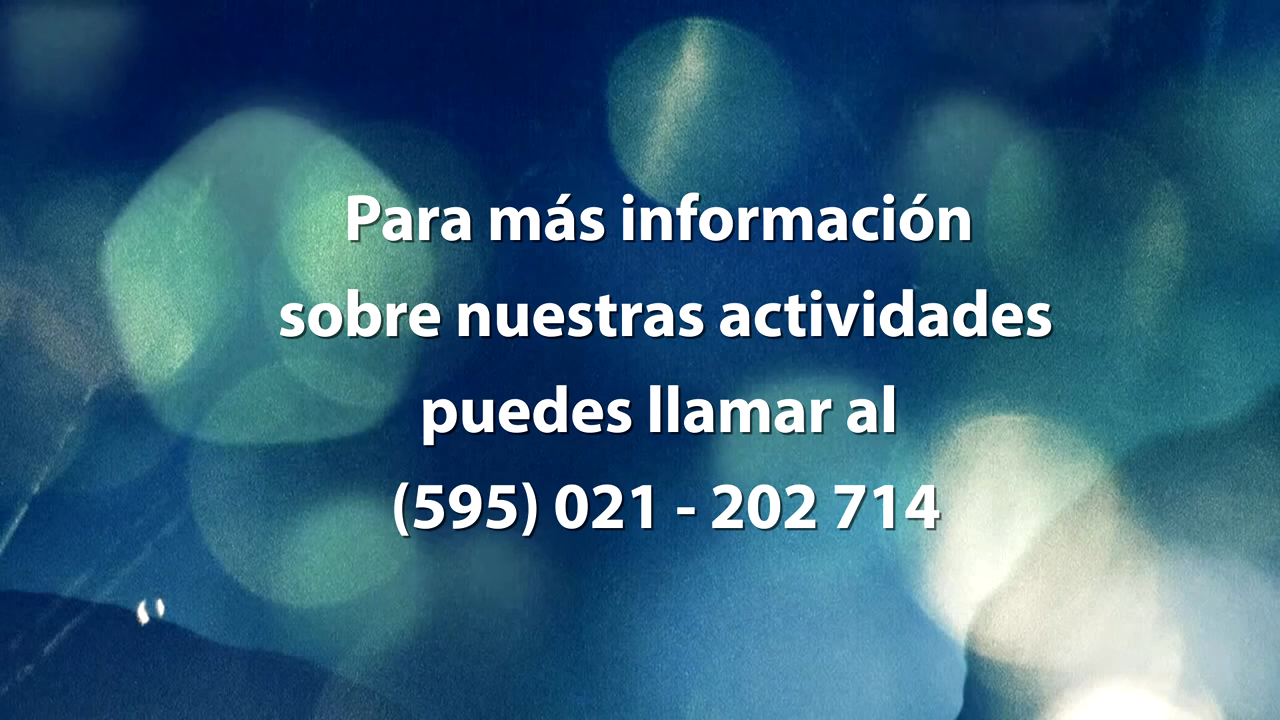 Para más información
sobre nuestras actividades
puedes llamar al
(595) 021 - 202 714